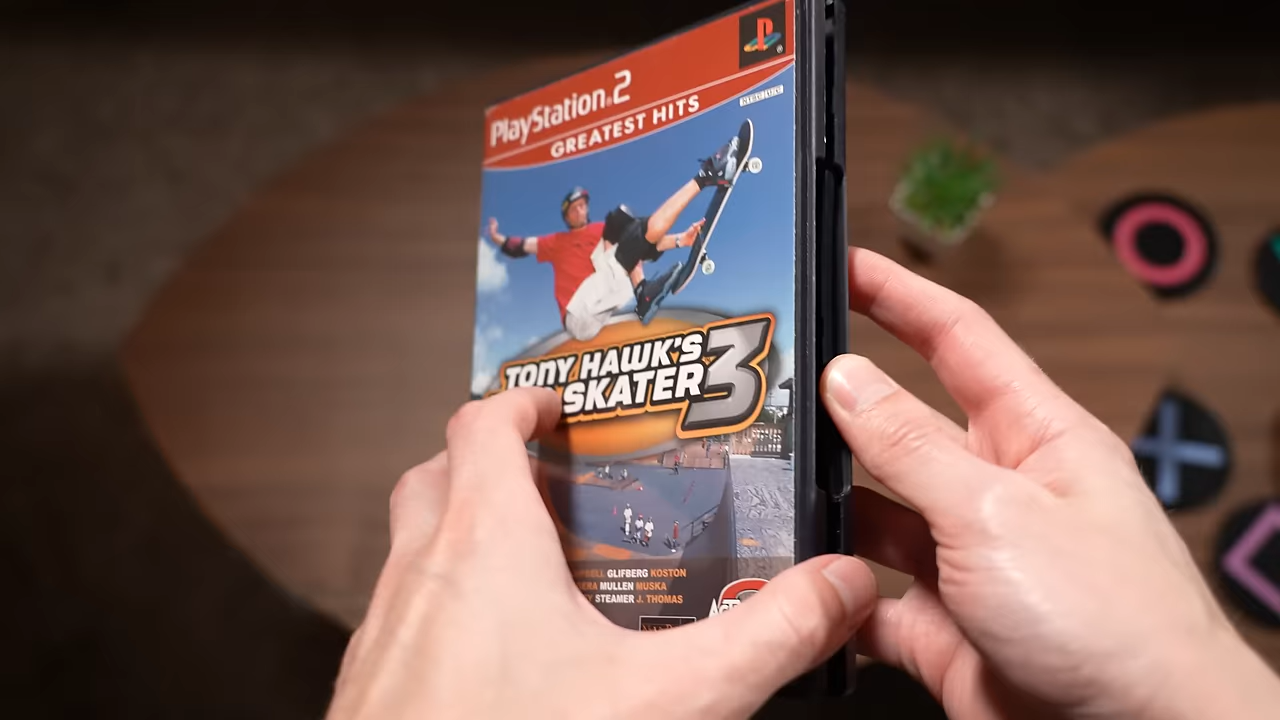 PlayStation.2
GREATEST HITS
NTSC U/C
TONY HAWK'S
SKATER 3
GLIFBERG KOSTON
MULLEN MUSKA
STEAMER J. THOMAS